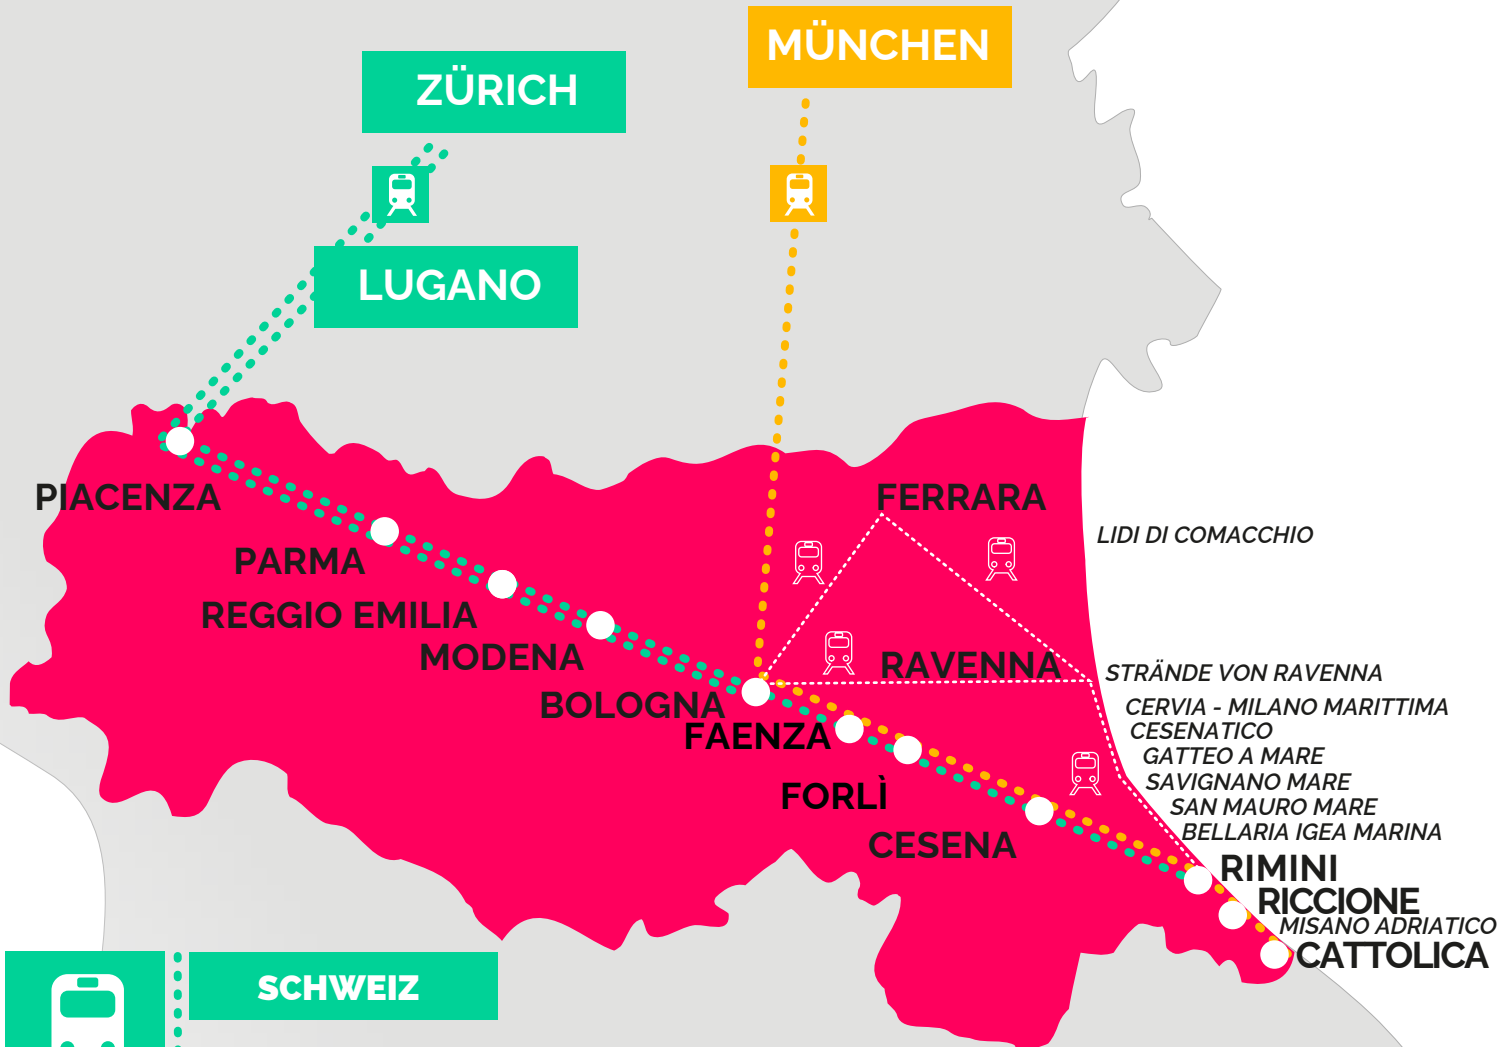 MÜNCHEN
ZÜRICH
LUGANO
PIACENZA
FERRARA
LIDI DI COMACCHIO
PARMA
REGGIO EMILIA
MODENA
RAVENNA
STRÄNDE VON RAVENNA
BOLOGNA
CERVIA - MILANO MARITTIMA
FAENZA
CESENATICO
GATTEO A MARE
SAVIGNANO MARE
FORLÌ
SAN MAURO MARE
BELLARIA IGEA MARINA
CESENA
RIMINI
RICCIONE
MISANO ADRIATICO
CATTOLICA
SCHWEIZ